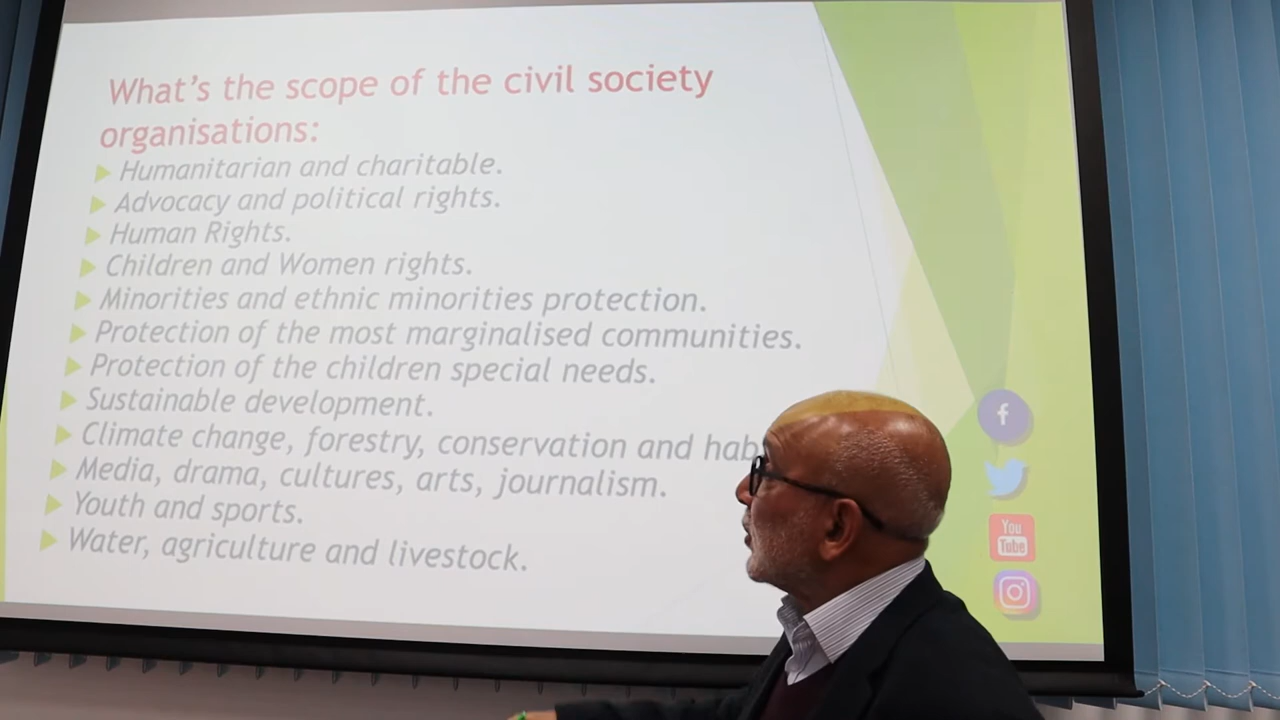 What's the scope of the civil society
organisations:
Humanitarian and charitable.
Advocacy and political rights.
Human Rights.
Children and Women rights.
Minorities and ethnic minorities protection.
Protection of the most marginalised communities.
Protection of the children special needs.
Sustainable development.
Climate change, forestry, conservation and
Media, drama, cultures, arts, journalism.
Youth and sports.
Water, agriculture and livestock.
f
You
Tube